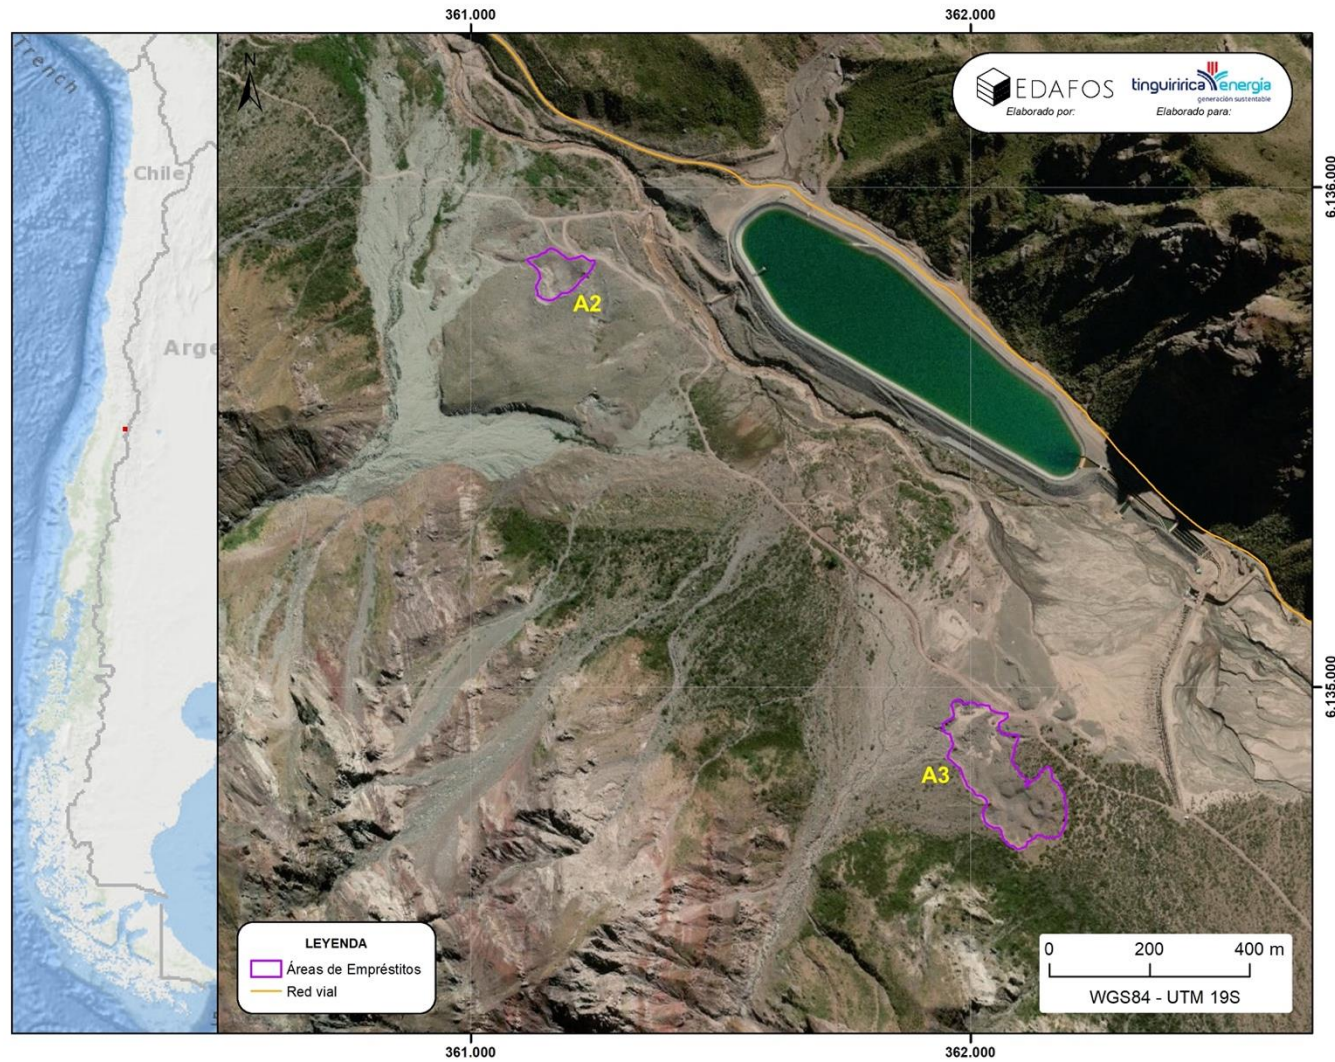 361.000
362.000
Trench
Chile
Arge
N
EDAFOS
Elaborado por:
tinguiririca energía
generación sustentable
Elaborado para:
6.136.000
A2
A3
6.135.000
LEYENDA
Áreas de Empréstitos
Red vial
0 200 400 m
WGS84 - UTM 19S
361.000
362.000